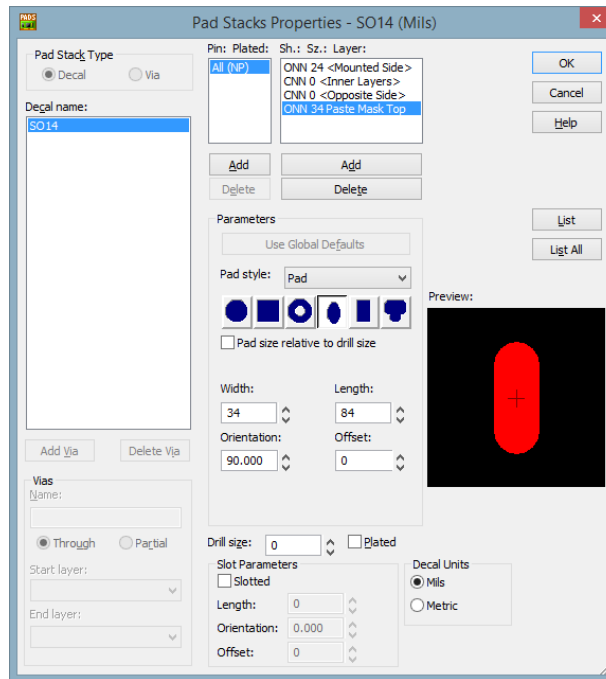 PADS
Pad Stacks Properties - SO14 (Mils)
Pad Stack Type
Decal
Via
Decal name:
SO14
Add Via
Delete Via
Vias
Name:
Through
Partial
Start layer:
End layer:
Pin: Plated:
All (NP)
Add
Delete
Sh.: Sz.: Layer:
ONN 24 <Mounted Side>
CNN 0 <Inner Layers>
CNN 0 <Opposite Side>
ONN 34 Paste Mask Top
Add
Delete
Parameters
Use Global Defaults
Pad style: Pad
Pad size relative to drill size
Width: Length:
34 84
Orientation: Offset:
90.000 0
Drill size: 0 Plated
Slot Parameters
Slotted
Length: 0
Orientation: 0.000
Offset: 0
Decal Units
Mils
Metric
OK
Cancel
Help
List
List All
Preview: